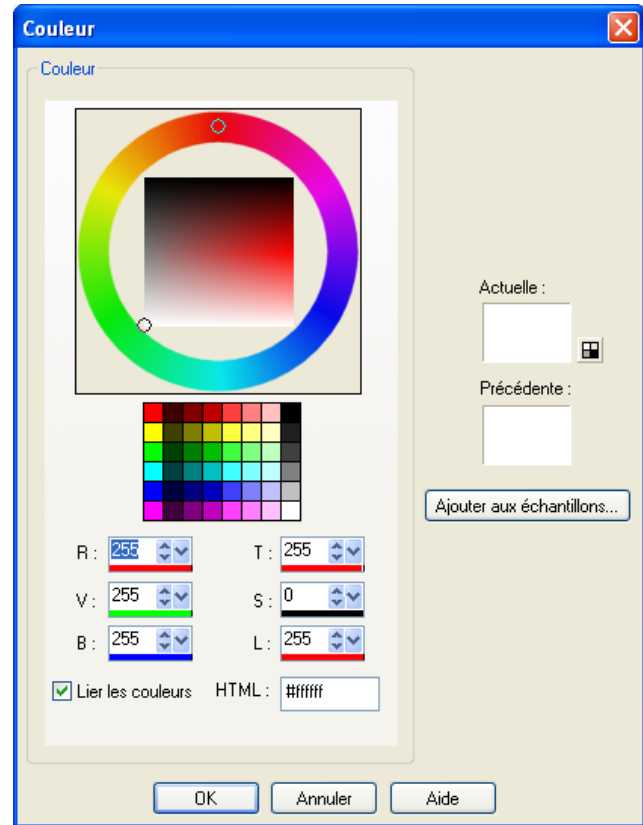 Couleur
Couleur
Actuelle :
Précédente :
Ajouter aux échantillons...
R : 255 T : 255
V : 255 S : 0
B : 255 L : 255
Lier les couleurs HTML : #ffffff
OK Annuler Aide